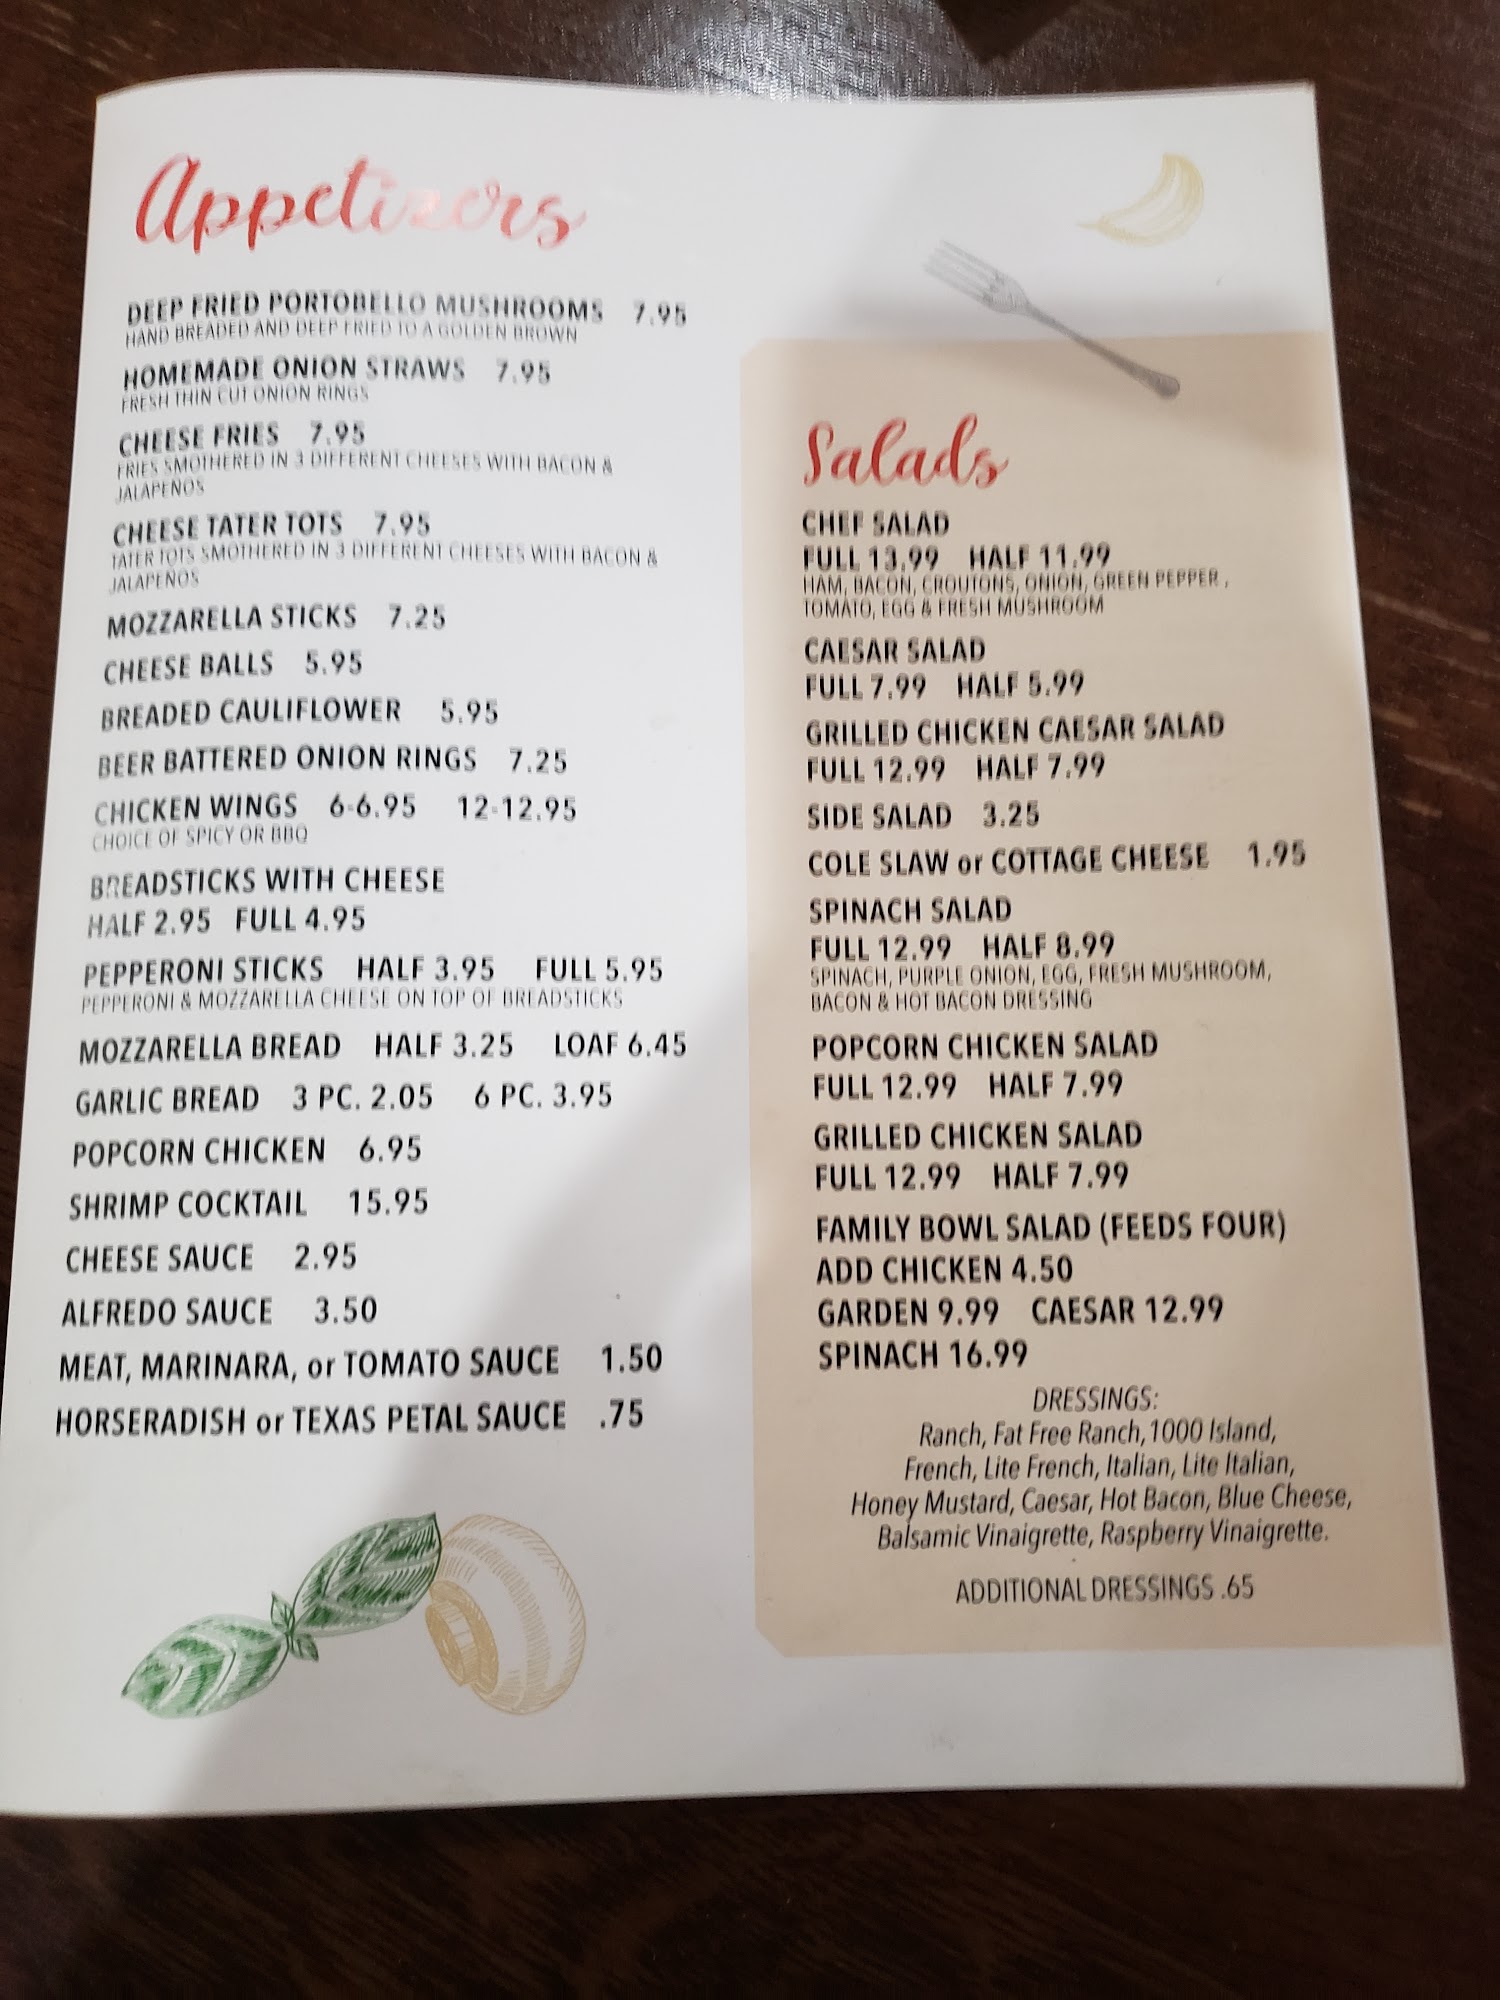 Appetizers
DEEP FRIED PORTOBELLO MUSHROOMS 7.95
HAND BREADED AND DEEP FRIED TO A GOLDEN BROWN
HOMEMADE ONION STRAWS 7.95
FRESH THIN CUT ONION RINGS
CHEESE FRIES 7.95
FRIES SMOTHERED IN 3 DIFFERENT CHEESES WITH BACON &
JALAPEÑOS
CHEESE TATER TOTS 7.95
TATER TOTS SMOTHERED IN 3 DIFFERENT CHEESES WITH BACON &
JALAPEÑOS
MOZZARELLA STICKS 7.25
CHEESE BALLS 5.95
BREADED CAULIFLOWER 5.95
BEER BATTERED ONION RINGS 7.25
CHICKEN WINGS 6-6.95 12-12.95
CHOICE OF SPICY OR BBQ
BREADSTICKS WITH CHEESE
HALF 2.95 FULL 4.95
PEPPERONI STICKS HALF 3.95 FULL 5.95
PEPPERONI & MOZZARELLA CHEESE ON TOP OF BREADSTICKS
MOZZARELLA BREAD HALF 3.25 LOAF 6.45
GARLIC BREAD 3 PC. 2.05 6 PC. 3.95
POPCORN CHICKEN 6.95
SHRIMP COCKTAIL 15.95
CHEESE SAUCE 2.95
ALFREDO SAUCE 3.50
MEAT, MARINARA, or TOMATO SAUCE 1.50
HORSERADISH or TEXAS PETAL SAUCE .75
Salads
CHEF SALAD
FULL 13.99 HALF 11.99
HAM, BACON, CROUTONS, ONION, GREEN PEPPER ,
TOMATO, EGG & FRESH MUSHROOM
CAESAR SALAD
FULL 7.99 HALF 5.99
GRILLED CHICKEN CAESAR SALAD
FULL 12.99 HALF 7.99
SIDE SALAD 3.25
COLE SLAW or COTTAGE CHEESE 1.95
SPINACH SALAD
FULL 12.99 HALF 8.99
SPINACH, PURPLE ONION, EGG, FRESH MUSHROOM,
BACON & HOT BACON DRESSING
POPCORN CHICKEN SALAD
FULL 12.99 HALF 7.99
GRILLED CHICKEN SALAD
FULL 12.99 HALF 7.99
FAMILY BOWL SALAD (FEEDS FOUR)
ADD CHICKEN 4.50
GARDEN 9.99 CAESAR 12.99
SPINACH 16.99
DRESSINGS:
Ranch, Fat Free Ranch, 1000 Island,
French, Lite French, Italian, Lite Italian,
Honey Mustard, Caesar, Hot Bacon, Blue Cheese,
Balsamic Vinaigrette, Raspberry Vinaigrette.
ADDITIONAL DRESSINGS .65